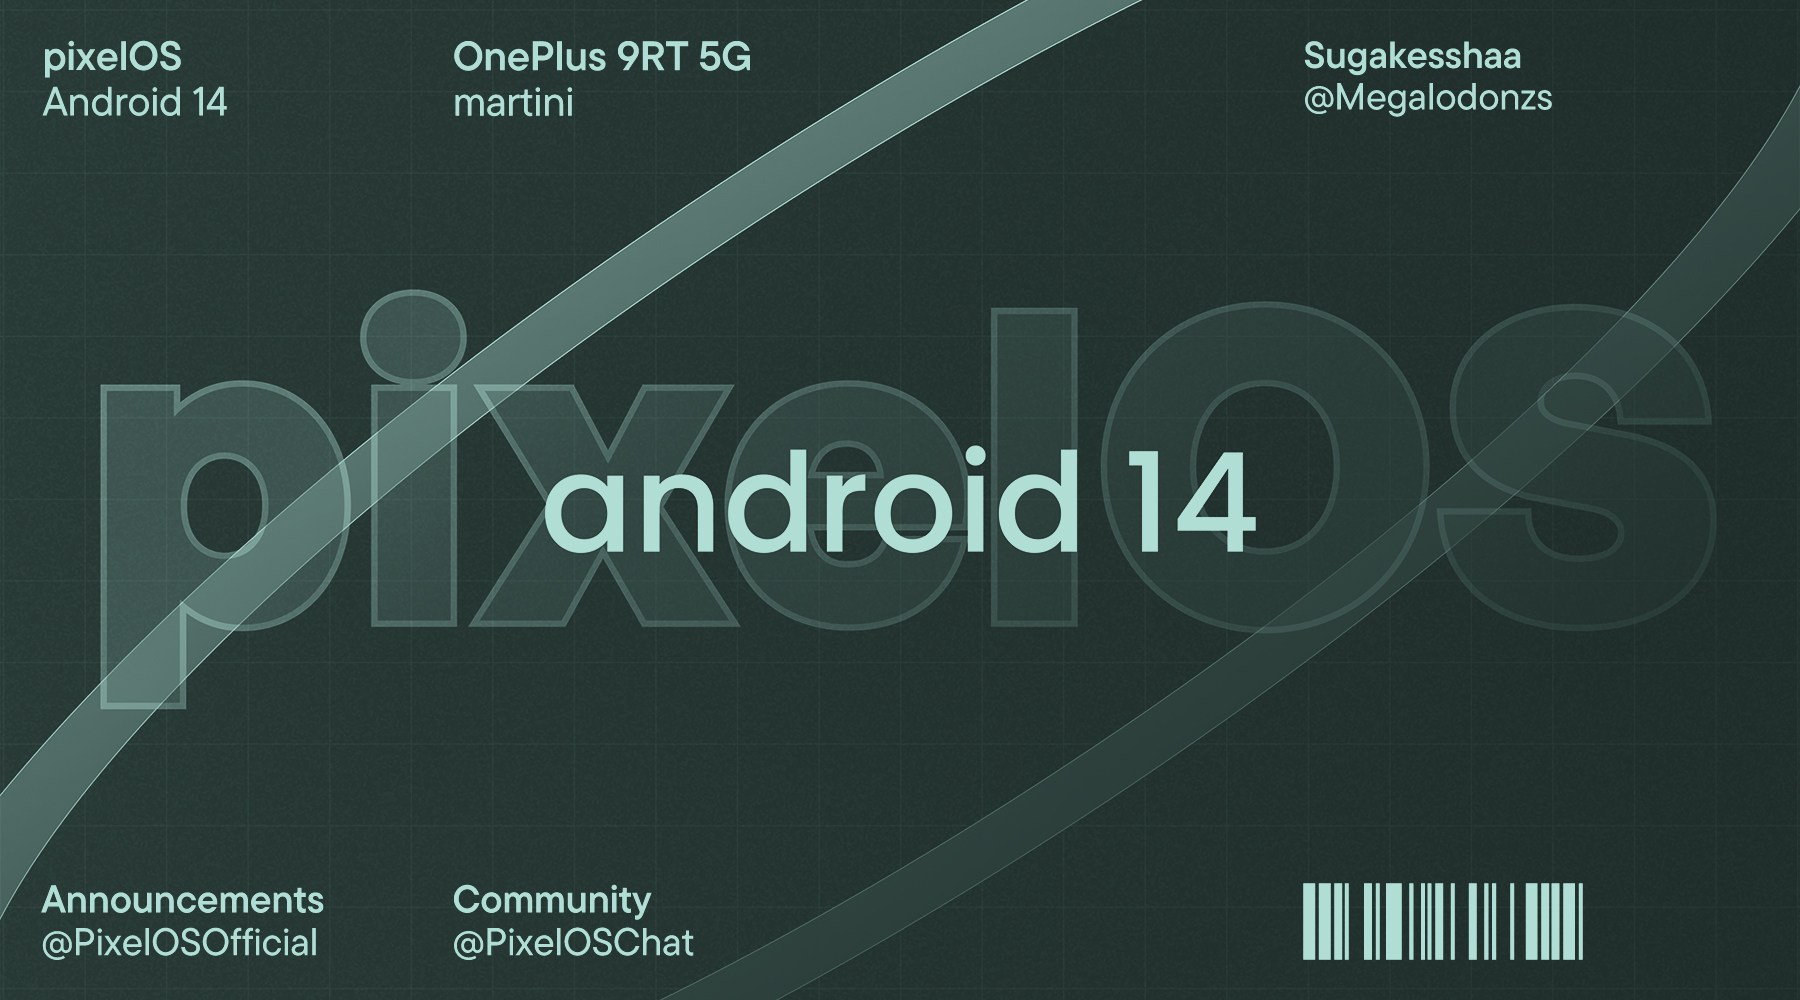 pixelOS
Android 14
OnePlus 9RT 5G
martini
Sugakesshaa
@Megalodonzs
pixelOS
android 14
Announcements
@PixelOSOfficial
Community
@PixelOSChat